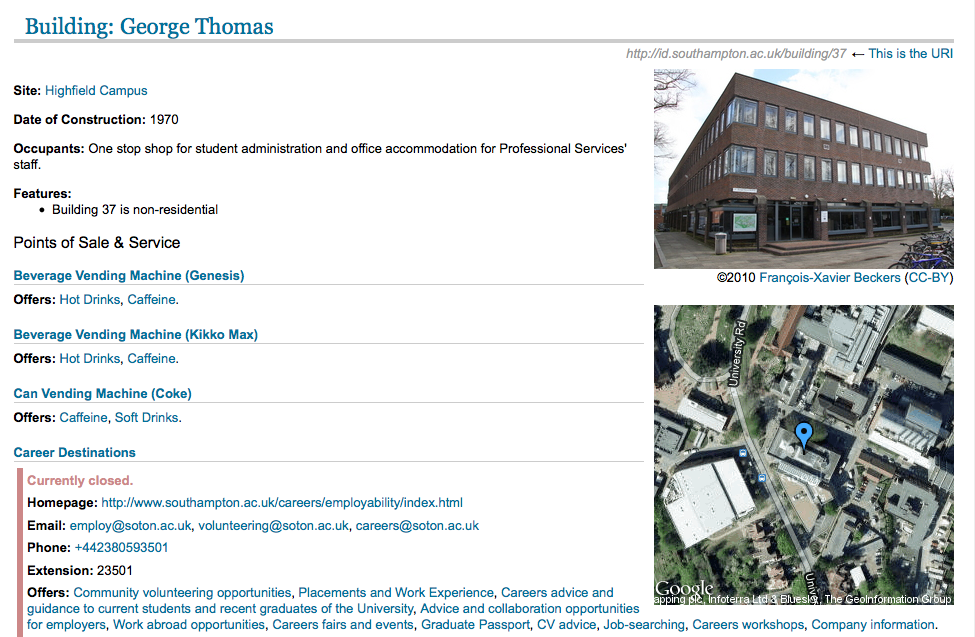 Building: George Thomas
http://id.southampton.ac.uk/building/37 ← This is the URI
Site: Highfield Campus
Date of Construction: 1970
Occupants: One stop shop for student administration and office accommodation for Professional Services'
staff.
Features:
• Building 37 is non-residential
Points of Sale & Service
Beverage Vending Machine (Genesis)
Offers: Hot Drinks, Caffeine.
Beverage Vending Machine (Kikko Max)
Offers: Hot Drinks, Caffeine.
Can Vending Machine (Coke)
Offers: Caffeine, Soft Drinks.
Career Destinations
Currently closed.
Homepage: http://www.southampton.ac.uk/careers/employability/index.html
Email: employ@soton.ac.uk, volunteering@soton.ac.uk, careers@soton.ac.uk
Phone: +442380593501
Extension: 23501
Offers: Community volunteering opportunities, Placements and Work Experience, Careers advice and
guidance to current students and recent graduates of the University, Advice and collaboration opportunities
for employers, Work abroad opportunities, Careers fairs and events, Graduate Passport, CV advice, Job-searching, Careers workshops, Company information.
©2010 François-Xavier Beckers (CC-BY)
University Rd
Univ
Google
apping plc, Infoterra Ltd & Bluesky, The GeoInformation Group